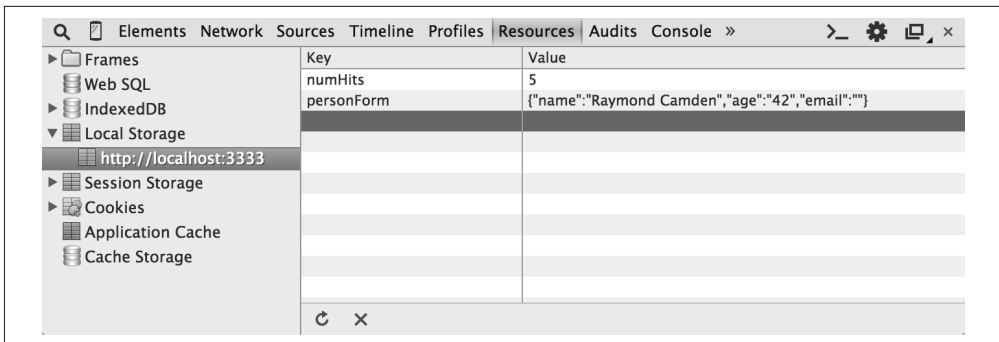 Elements Network Sources Timeline Profiles Resources Audits Console »
Frames
Web SQL
IndexedDB
Local Storage
http://localhost:3333
Session Storage
Cookies
Application Cache
Cache Storage
Key Value
numHits 5
personForm {"name":"Raymond Camden","age":"42","email":""}